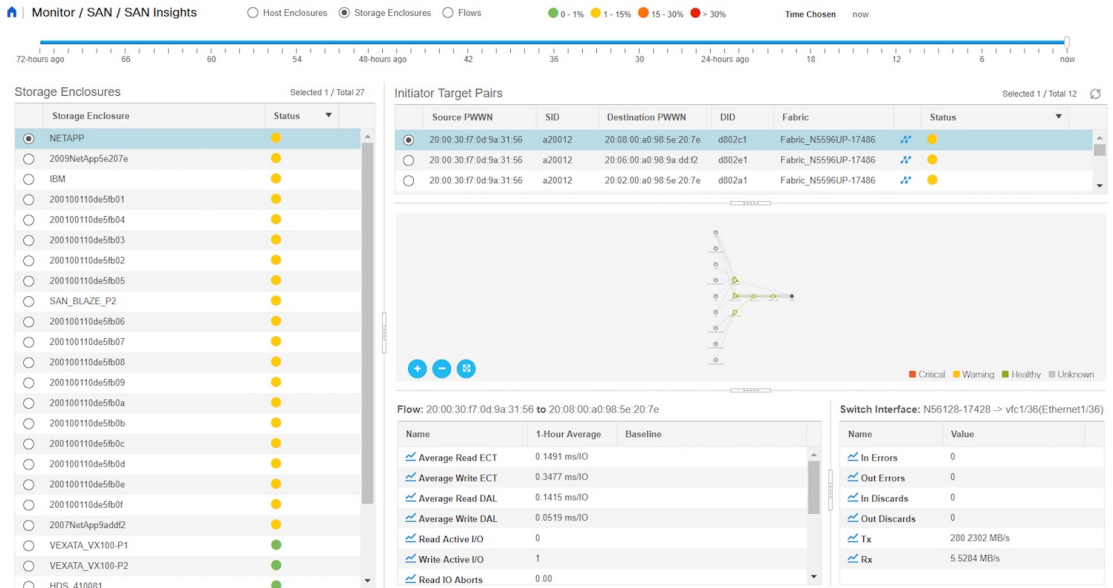 Monitor / SAN / SAN Insights
Host Enclosures Storage Enclosures Flows
0 - 1% 1 - 15% 15 - 30% > 30%
Time Chosen now
72-hours ago 66 60 54 48-hours ago 42 36 30 24-hours ago 18 12 6 now
Storage Enclosures Selected 1 / Total 27
Storage Enclosure Status
NETAPP
2009NetApp5e207e
IBM
200100110de5fb01
200100110de5fb04
200100110de5fb03
200100110de5fb02
200100110de5fb05
SAN_BLAZE_P2
200100110de5fb06
200100110de5fb07
200100110de5fb08
200100110de5fb09
200100110de5fb0a
200100110de5fb0b
200100110de5fb0c
200100110de5fb0d
200100110de5fb0e
200100110de5fb0f
2007NetApp9addf2
VEXATA_VX100-P1
VEXATA_VX100-P2
HDS_410081
Initiator Target Pairs Selected 1 / Total 12
Source PWWN SID Destination PWWN DID Fabric Status
20:00:30:f7:0d:9a:31:56 a20012 20:08:00:a0:98:5e:20:7e d802c1 Fabric_N5596UP-17486
20:00:30:f7:0d:9a:31:56 a20012 20:06:00:a0:98:9a:dd:f2 d802e1 Fabric_N5596UP-17486
20:00:30:f7:0d:9a:31:56 a20012 20:02:00:a0:98:5e:20:7e d802a1 Fabric_N5596UP-17486
Critical Warning Healthy Unknown
Flow: 20:00:30:f7:0d:9a:31:56 to 20:08:00:a0:98:5e:20:7e
Name 1-Hour Average Baseline
Average Read ECT 0.1491 ms/IO
Average Write ECT 0.3477 ms/IO
Average Read DAL 0.1415 ms/IO
Average Write DAL 0.0519 ms/IO
Read Active I/O 0
Write Active I/O 1
Read IO Aborts 0.00
Switch Interface: N56128-17428 -> vfc1/36(Ethernet1/36)
Name Value
In Errors 0
Out Errors 0
In Discards 0
Out Discards 0
Tx 280.2302 MB/s
Rx 5.5284 MB/s